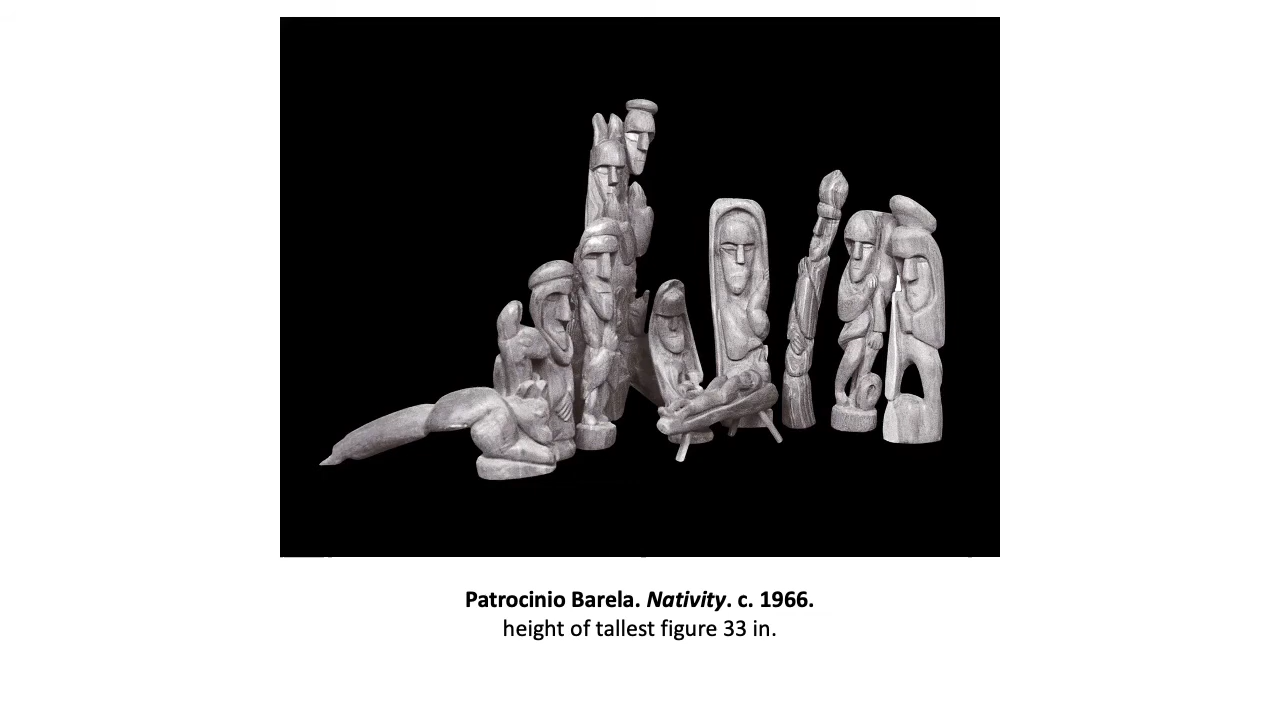 Patrocinio Barela. Nativity. c. 1966.
height of tallest figure 33 in.